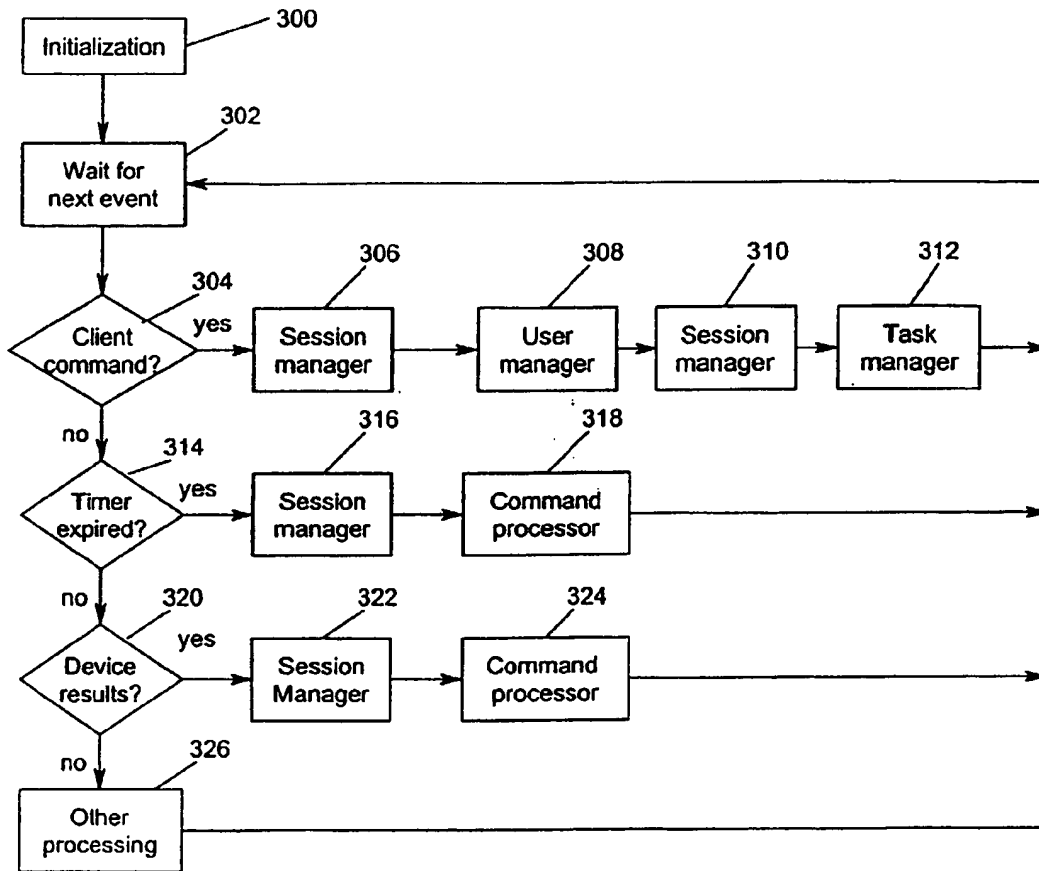 300
Initialization
302
Wait for
next event
304
306
308
310
312
Client
command?
yes
Session
manager
User
manager
Session
manager
Task
manager
no
314
316
318
Timer
expired?
yes
Session
manager
Command
processor
no
320
322
324
Device
results?
yes
Session
Manager
Command
processor
no
326
Other
processing